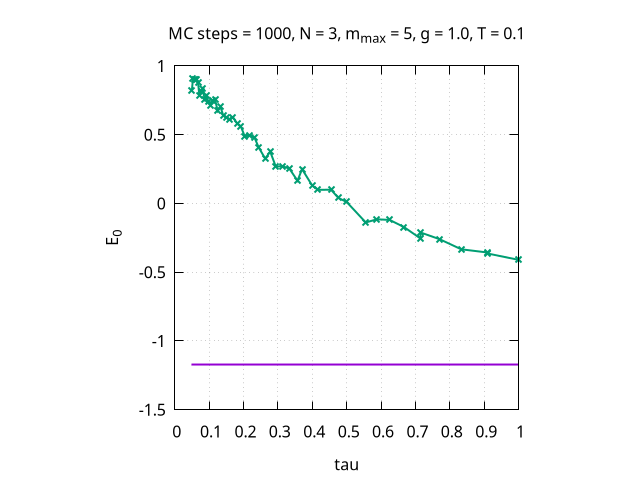 MC steps = 1000, N = 3, m_max = 5, g = 1.0, T = 0.1
1
0.5
0
-0.5
-1
-1.5
E_0
0 0.1 0.2 0.3 0.4 0.5 0.6 0.7 0.8 0.9 1
tau